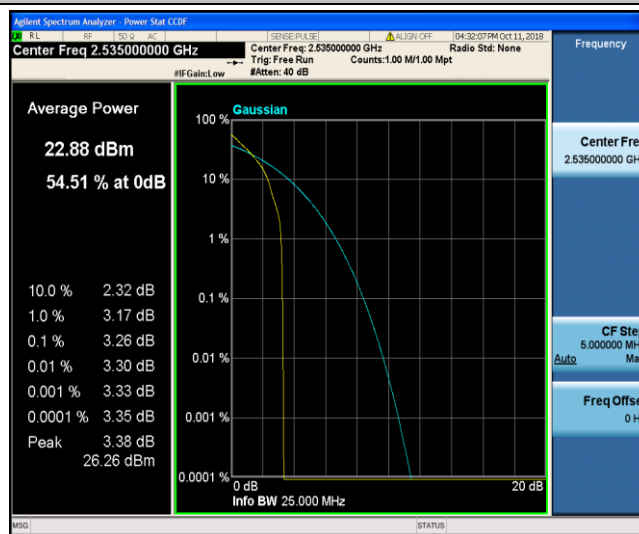 Agilent Spectrum Analyzer - Power Stat CCDF
RL RF 50 Ω AC SENSE:PULSE ALIGN OFF 04:32:07 PM Oct 11, 2018
Center Freq 2.535000000 GHz
Center Freq: 2.535000000 GHz Radio Std: None
Trig: Free Run Counts:1.00 M/1.00 Mpt
#IFGain:Low #Atten: 40 dB
Frequency
Average Power
22.88 dBm
54.51 % at 0dB
10.0 % 2.32 dB
1.0 % 3.17 dB
0.1 % 3.26 dB
0.01 % 3.30 dB
0.001 % 3.33 dB
0.0001 % 3.35 dB
Peak 3.38 dB
26.26 dBm
Gaussian
100 %
10 %
1 %
0.1 %
0.01 %
0.001 %
0.0001 %
0 dB 20 dB
Info BW 25.000 MHz
Center Fre
2.535000000 GH
CF Ste
5.000000 MH
Auto Ma
Freq Offse
0 H
MSG STATUS